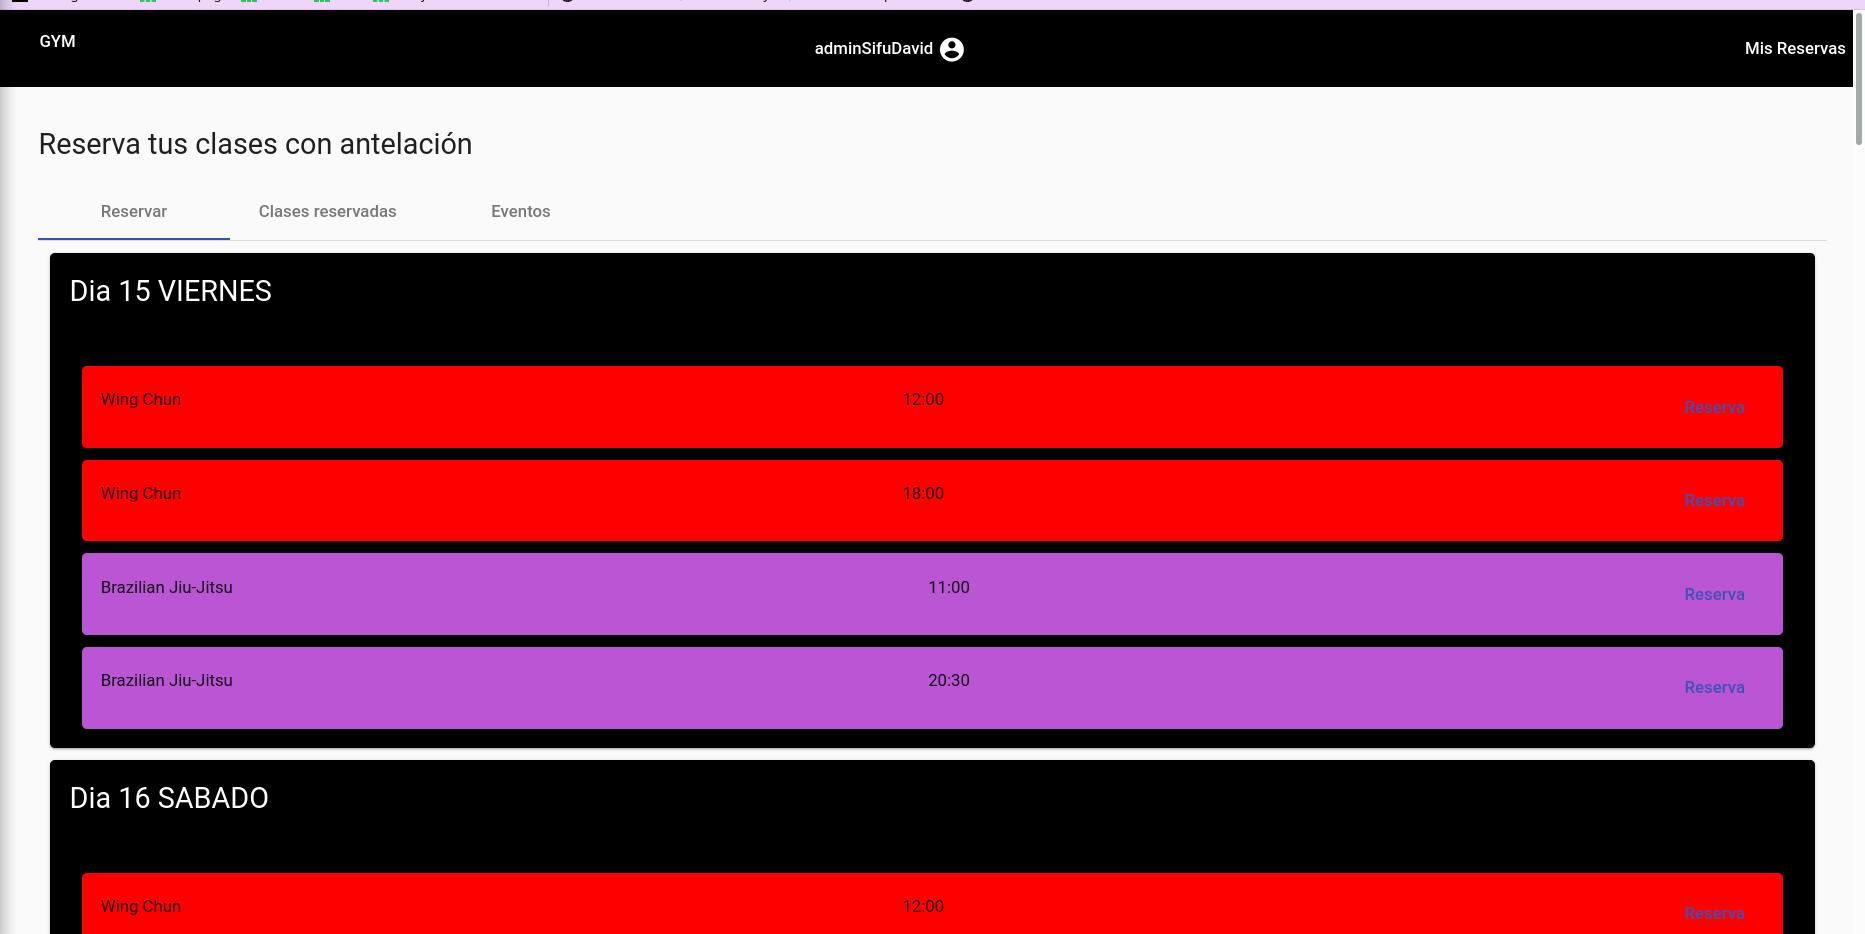 GYM
adminSifuDavid
Mis Reservas
Reserva tus clases con antelación
Reservar Clases reservadas Eventos
Dia 15 VIERNES
Wing Chun 12:00 Reserva
Wing Chun 18:00 Reserva
Brazilian Jiu-Jitsu 11:00 Reserva
Brazilian Jiu-Jitsu 20:30 Reserva
Dia 16 SABADO
Wing Chun 12:00 Reserva